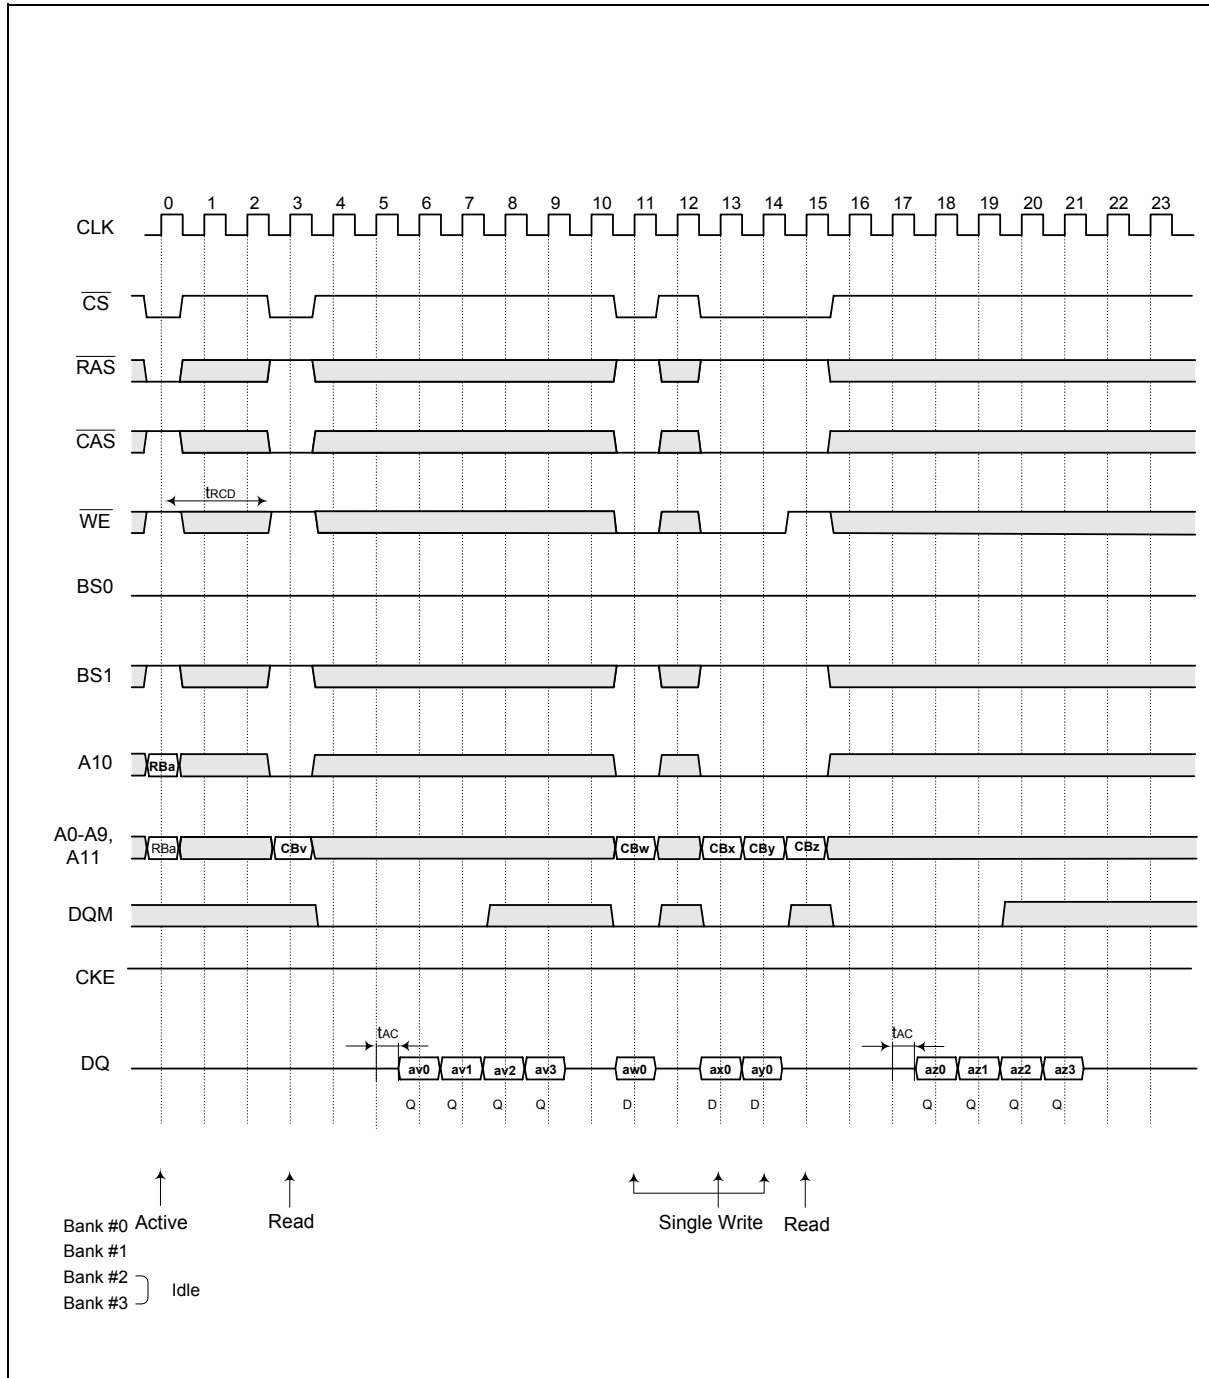 0 1 2 3 4 5 6 7 8 9 10 11 12 13 14 15 16 17 18 19 20 21 22 23
CLK
CS
RAS
CAS
tRCD
WE
BS0
BS1
A10 RBa
A0-A9,
A11
RBa CBv CBw CBx CBy CBz
DQM
CKE
tAC tAC
DQ av0 av1 av2 av3 aw0 ax0 ay0 az0 az1 az2 az3
Q Q Q Q D D D Q Q Q Q
Bank #0 Active Read Single Write Read
Bank #1
Bank #2
Idle
Bank #3